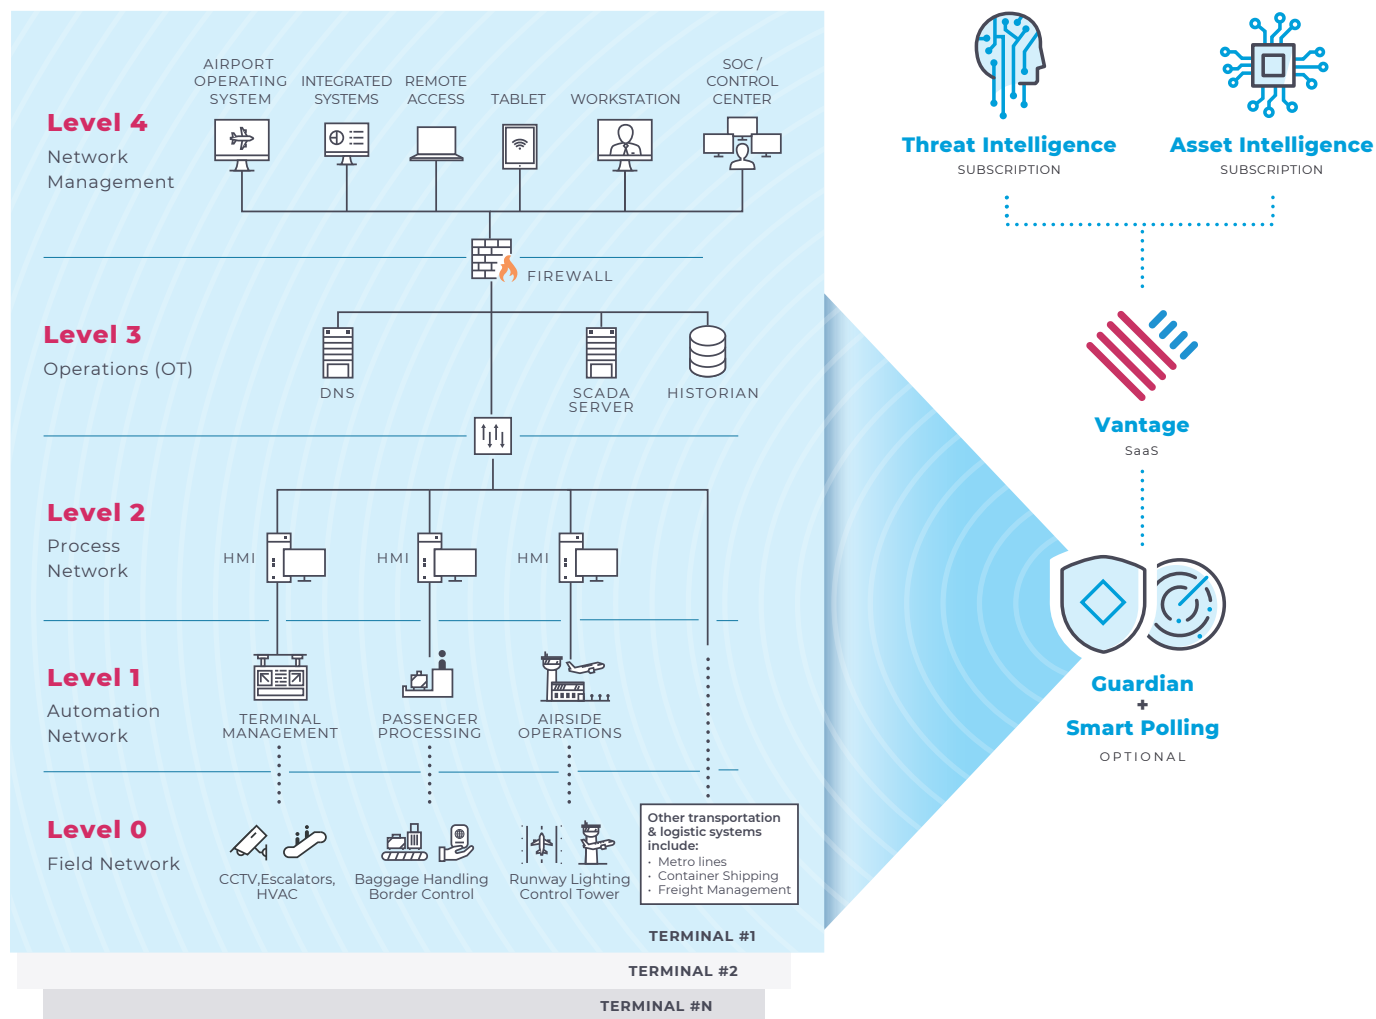 AIRPORT
OPERATING
SYSTEM
INTEGRATED
SYSTEMS
REMOTE
ACCESS
TABLET
WORKSTATION
SOC /
CONTROL
CENTER
Level 4
Network
Management
FIREWALL
Level 3
Operations (OT)
DNS
SCADA
SERVER
HISTORIAN
Level 2
Process
Network
HMI
HMI
HMI
Level 1
Automation
Network
TERMINAL
MANAGEMENT
PASSENGER
PROCESSING
AIRSIDE
OPERATIONS
Level 0
Field Network
CCTV,Escalators,
HVAC
Baggage Handling
Border Control
Runway Lighting
Control Tower
Other transportation
& logistic systems
include:
· Metro lines
· Container Shipping
· Freight Management
TERMINAL #1
TERMINAL #2
TERMINAL #N
Threat Intelligence
SUBSCRIPTION
Asset Intelligence
SUBSCRIPTION
Vantage
SaaS
Guardian
+
Smart Polling
OPTIONAL